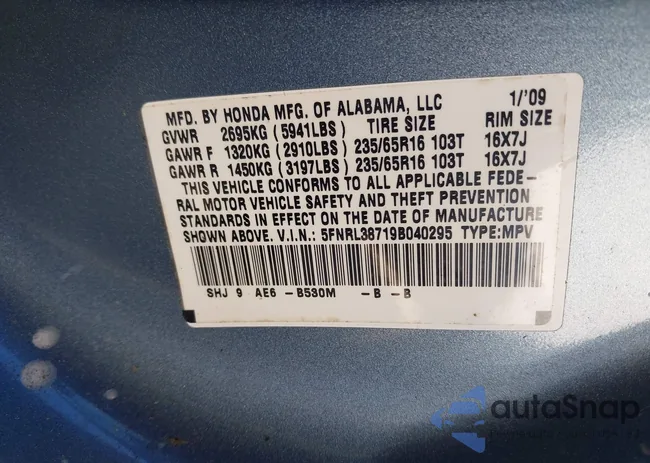 MFD. BY HONDA MFG. OF ALABAMA, LLC 1/'09
GVWR 2695KG (5941LBS) TIRE SIZE RIM SIZE
GAWR F 1320KG (2910LBS) 235/65R16 103T 16X7J
GAWR R 1450KG (3197LBS) 235/65R16 103T 16X7J
THIS VEHICLE CONFORMS TO ALL APPLICABLE FEDE-
RAL MOTOR VEHICLE SAFETY AND THEFT PREVENTION
STANDARDS IN EFFECT ON THE DATE OF MANUFACTURE
SHOWN ABOVE. V.I.N.: 5FNRL38719B040295 TYPE:MPV
SHJ 9 AE6 -B530M -B -B
autoSnap